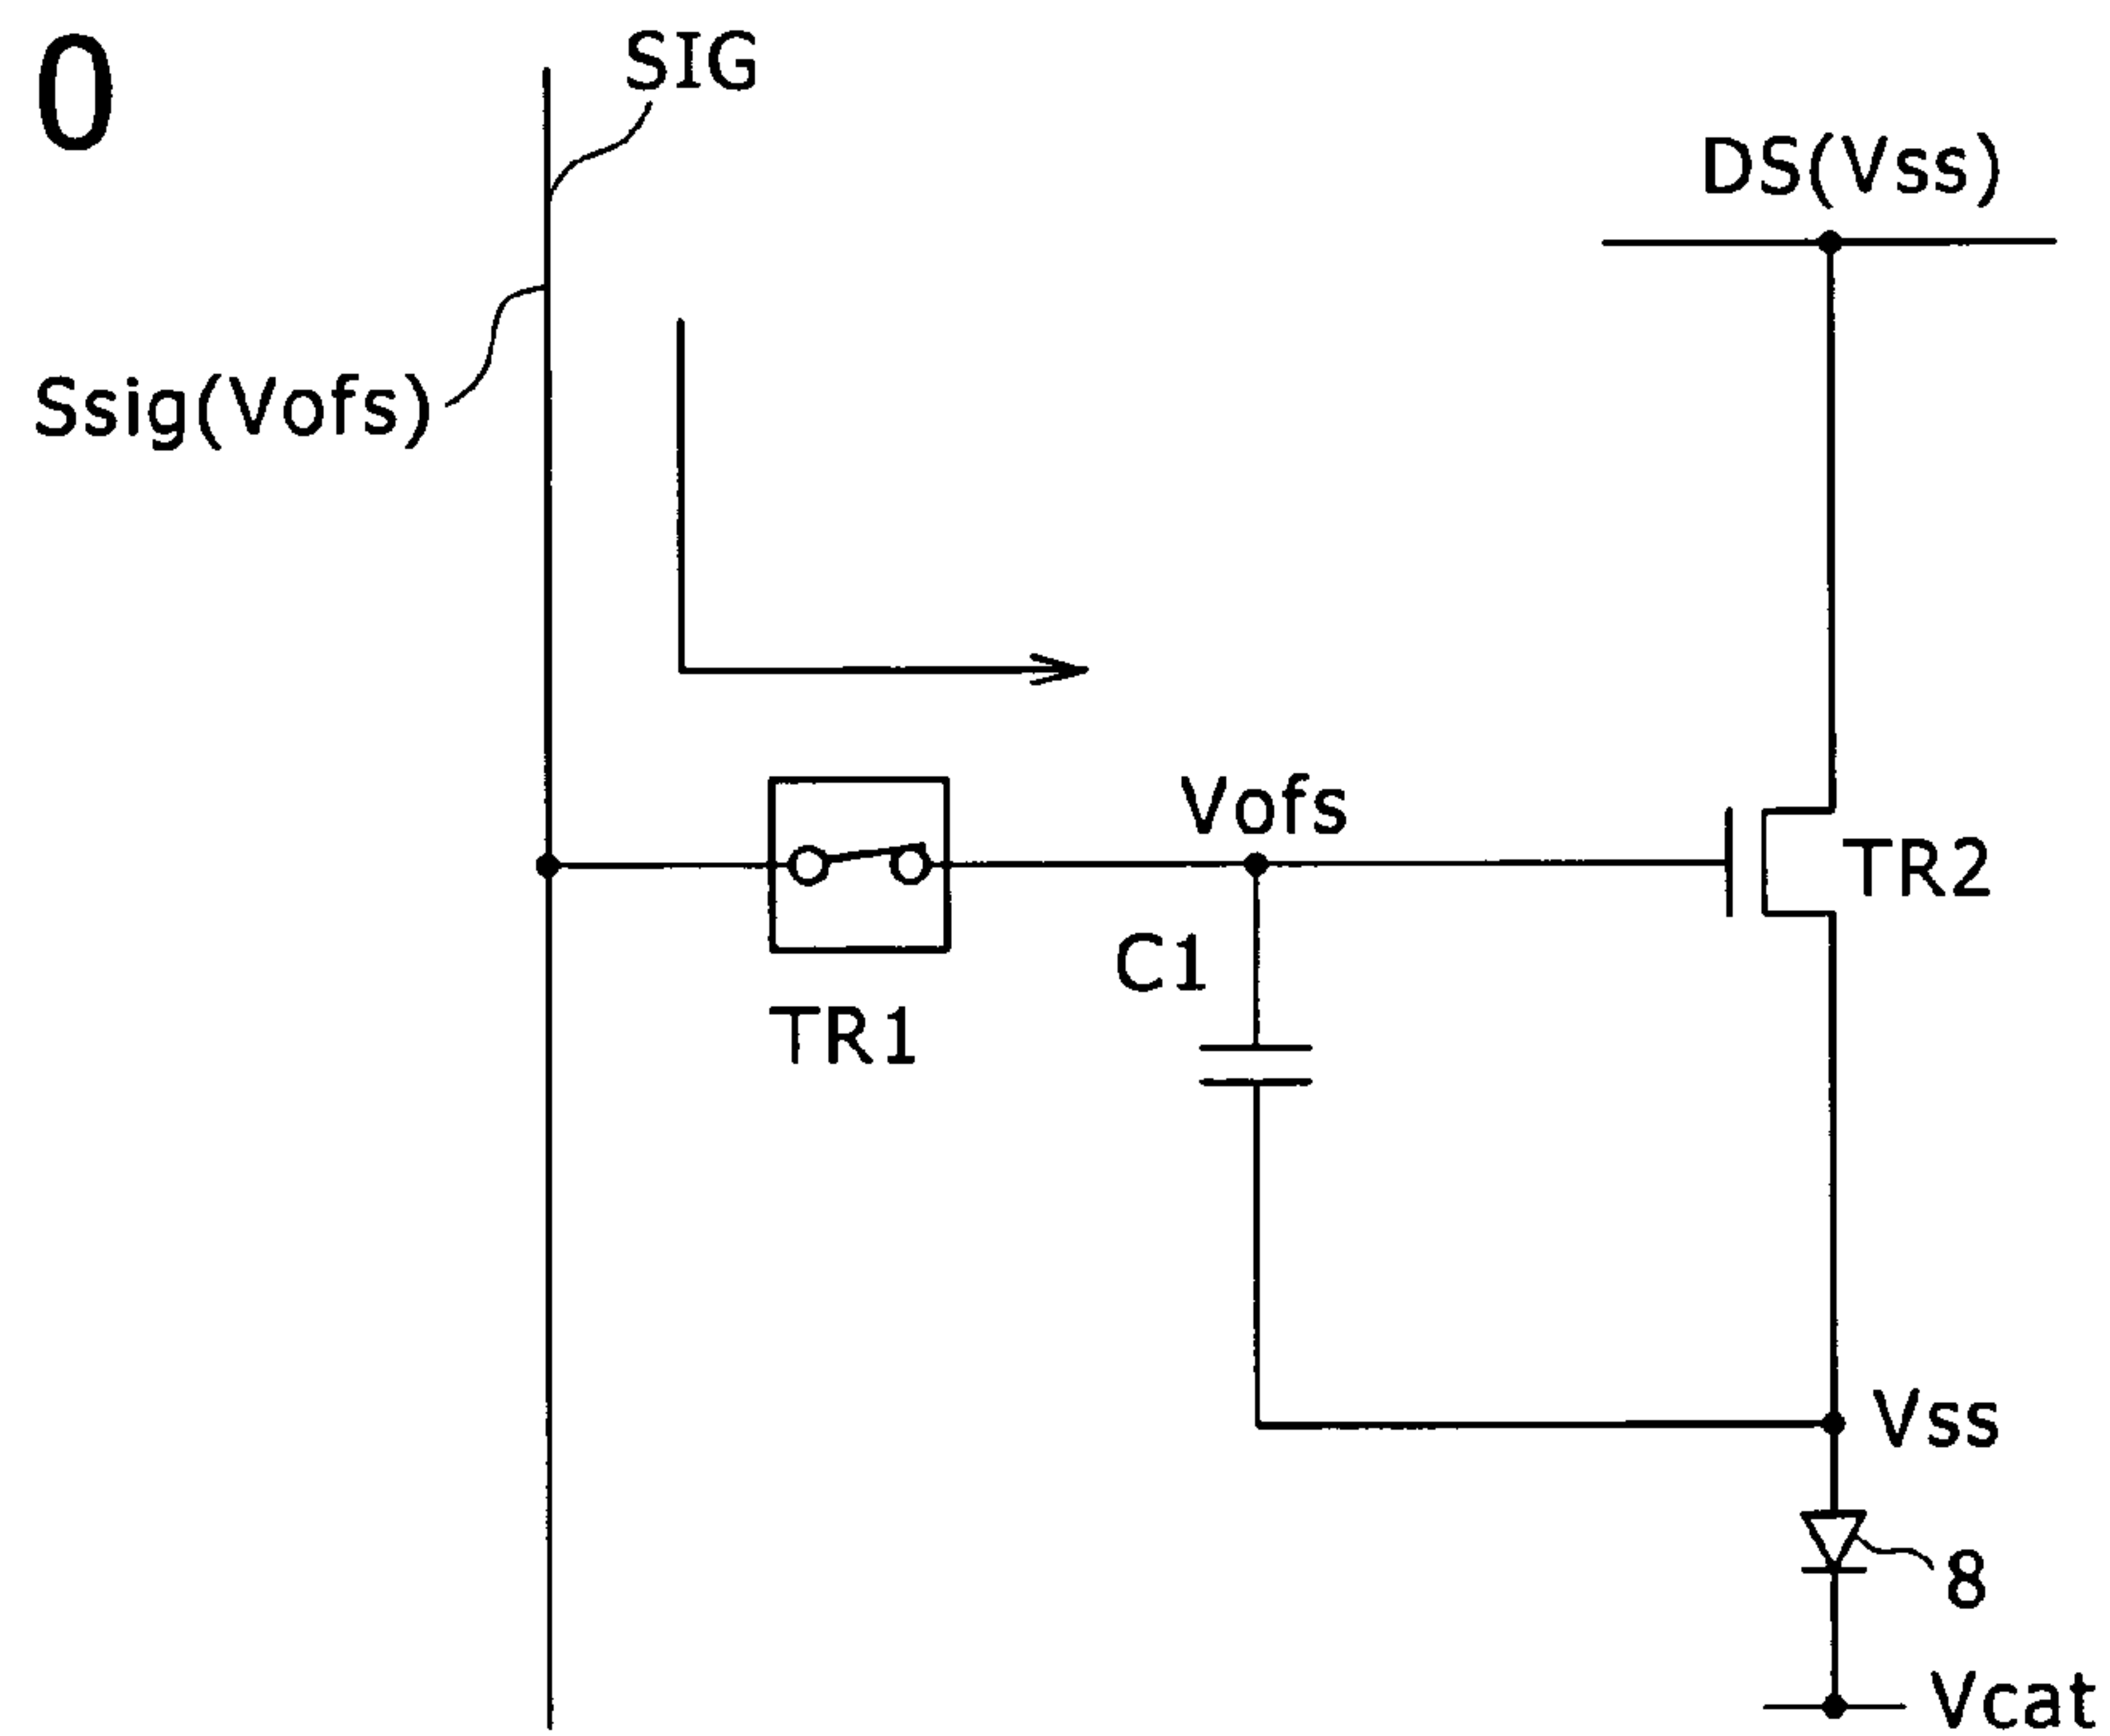 0
SIG
DS(Vss)
Ssig(Vofs)
Vofs
TR2
C1
TR1
Vss
8
Vcat